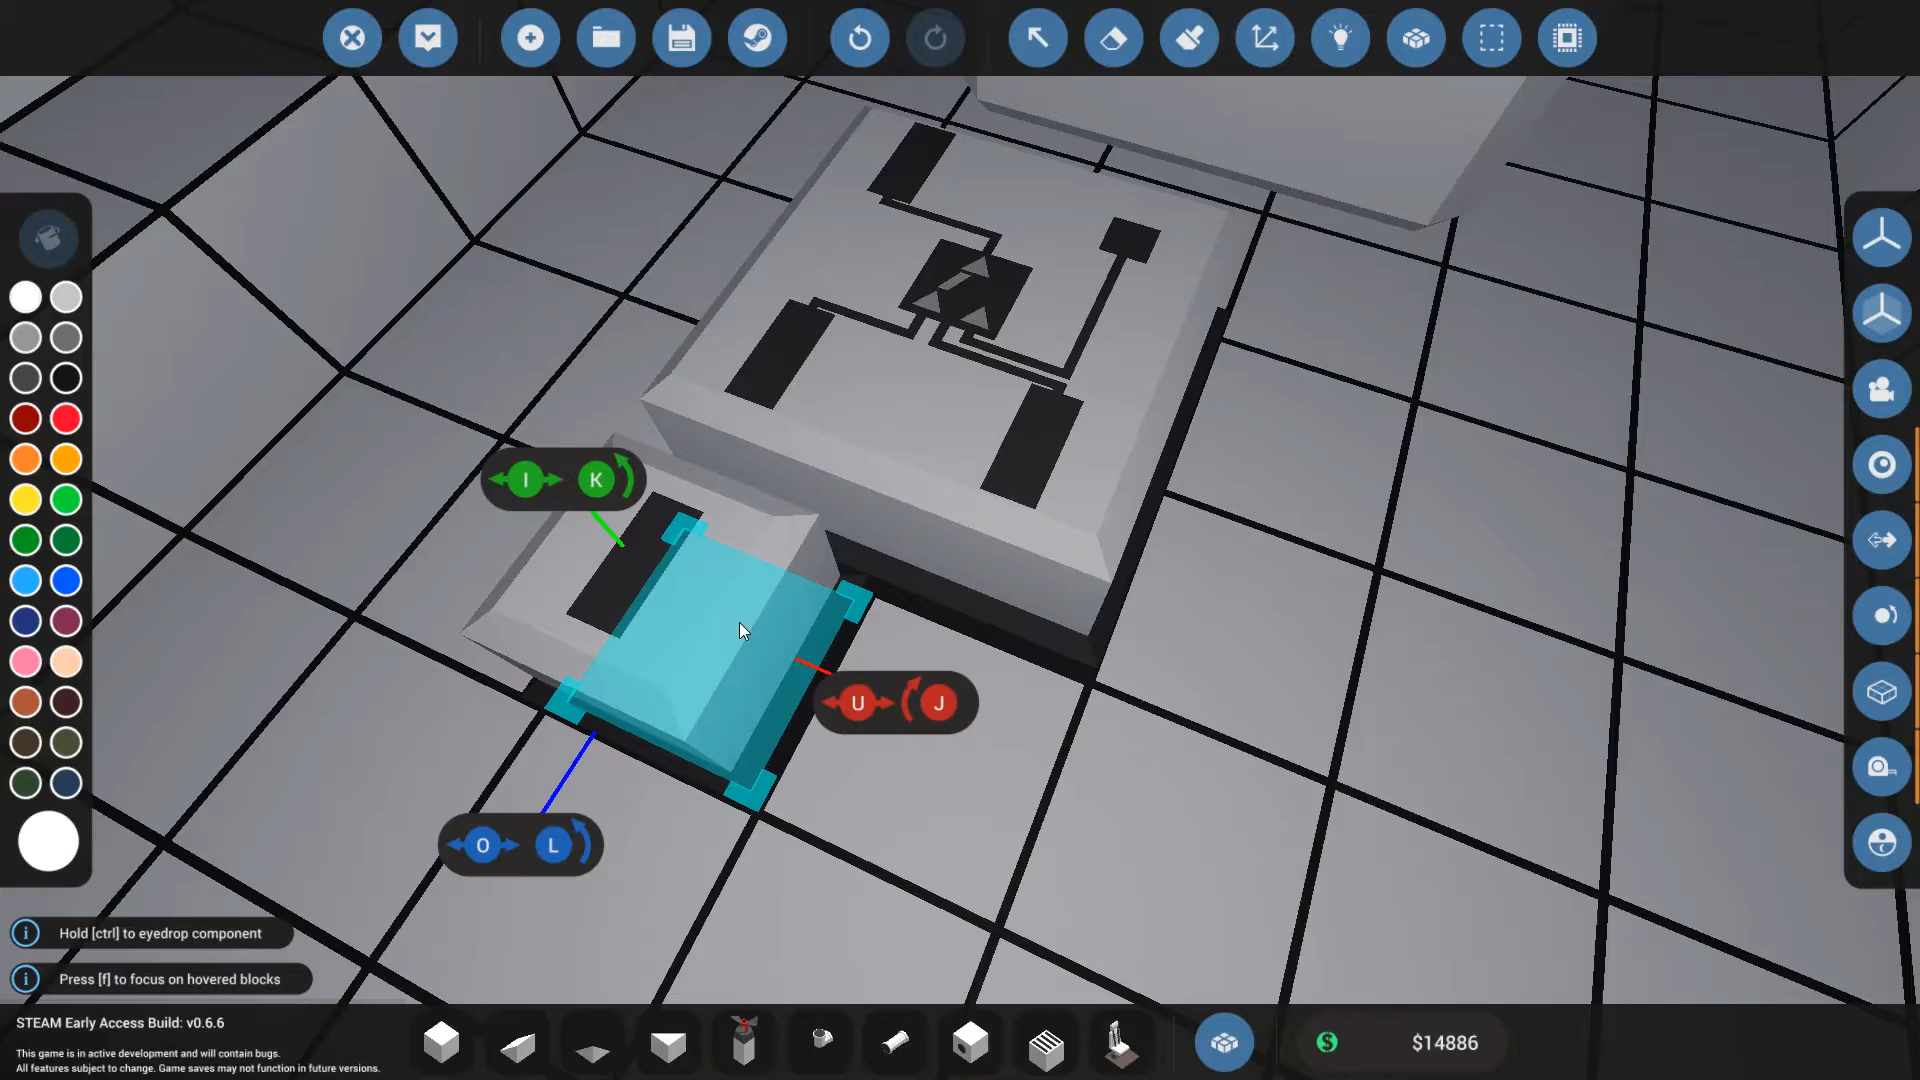 I K
U J
O L
i Hold [ctrl] to eyedrop component
i Press [f] to focus on hovered blocks
STEAM Early Access Build: v0.6.6
This game is in active development and will contain bugs.
All features subject to change. Game saves may not function in future versions.
$ $14886